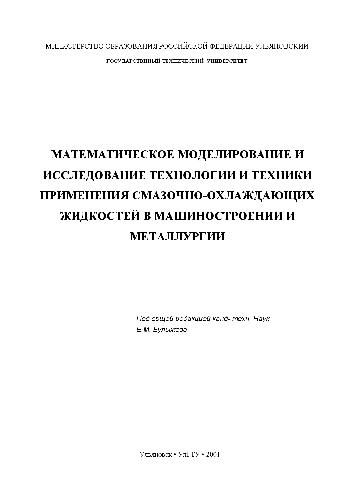 МИНИСТЕРСТВО ОБРАЗОВАНИЯ РОССИЙСКОЙ ФЕДЕРАЦИИ УЛЬЯНОВСКИЙ
ГОСУДАРСТВЕННЫЙ ТЕХНИЧЕСКИЙ УНИВЕРСИТЕТ
МАТЕМАТИЧЕСКОЕ МОДЕЛИРОВАНИЕ И
ИССЛЕДОВАНИЕ ТЕХНОЛОГИИ И ТЕХНИКИ
ПРИМЕНЕНИЯ СМАЗОЧНО-ОХЛАЖДАЮЩИХ
ЖИДКОСТЕЙ В МАШИНОСТРОЕНИИ И
МЕТАЛЛУРГИИ
Под общей редакцией канд. техн. Наук
Е.М. Булыжева
Ульяновск • УлГТУ • 2001